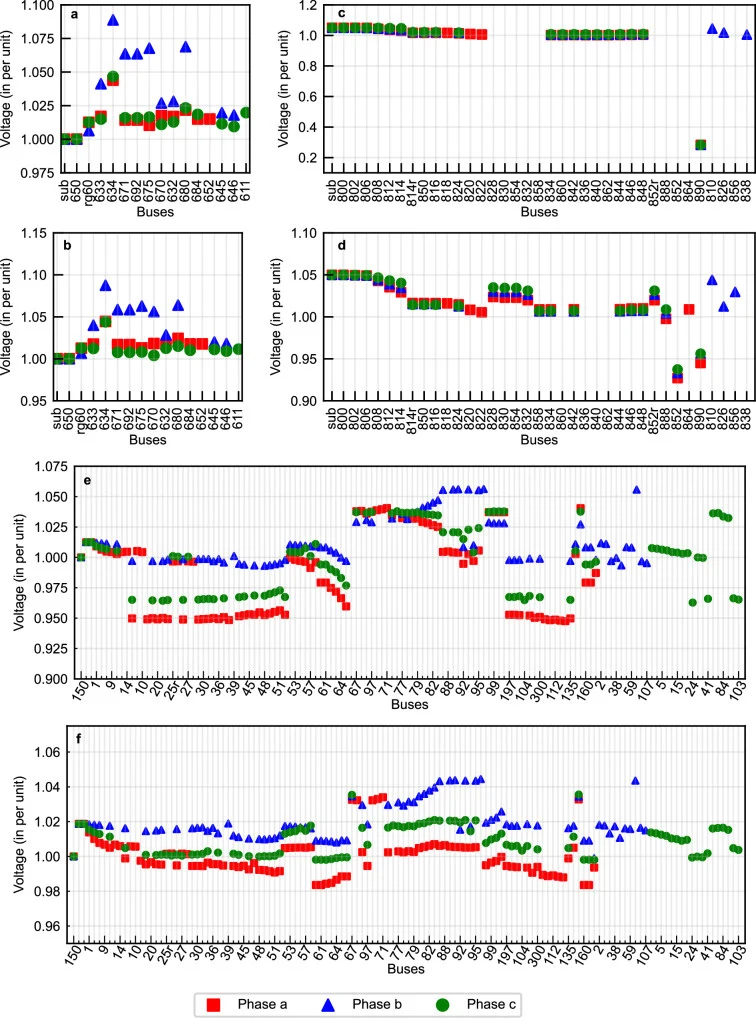 a
Voltage (in per unit)
1.100
1.075
1.050
1.025
1.000
0.975
sub 650 rg60 633 634 671 692 675 670 632 680 684 652 645 646 611
Buses
c
Voltage (in per unit)
1.2
1.0
0.8
0.6
0.4
0.2
sub 800 802 806 808 812 814 814r 850 816 818 824 820 822 828 830 854 832 858 834 860 842 836 840 862 844 846 848 852r 888 852 864 890 810 826 856 838
Buses
b
Voltage (in per unit)
1.15
1.10
1.05
1.00
0.95
sub 650 rg60 633 634 671 692 675 670 632 680 684 652 645 646 611
Buses
d
Voltage (in per unit)
1.10
1.05
1.00
0.95
0.90
sub 800 802 806 808 812 814 814r 850 816 818 824 820 822 828 830 854 832 858 834 860 842 836 840 862 844 846 848 852r 888 852 864 890 810 826 856 838
Buses
e
Voltage (in per unit)
1.075
1.050
1.025
1.000
0.975
0.950
0.925
0.900
150 1 9 14 10 20 25r 27 30 36 39 45 48 51 53 57 61 64 67 97 71 77 79 82 88 92 95 99 197 104 300 112 135 160 2 38 59 107 5 15 24 41 84 103
Buses
f
Voltage (in per unit)
1.06
1.04
1.02
1.00
0.98
0.96
150 1 9 14 10 20 25r 27 30 36 39 45 48 51 53 57 61 64 67 97 71 77 79 82 88 92 95 99 197 104 300 112 135 160 2 38 59 107 5 15 24 41 84 103
Buses
Phase a Phase b Phase c